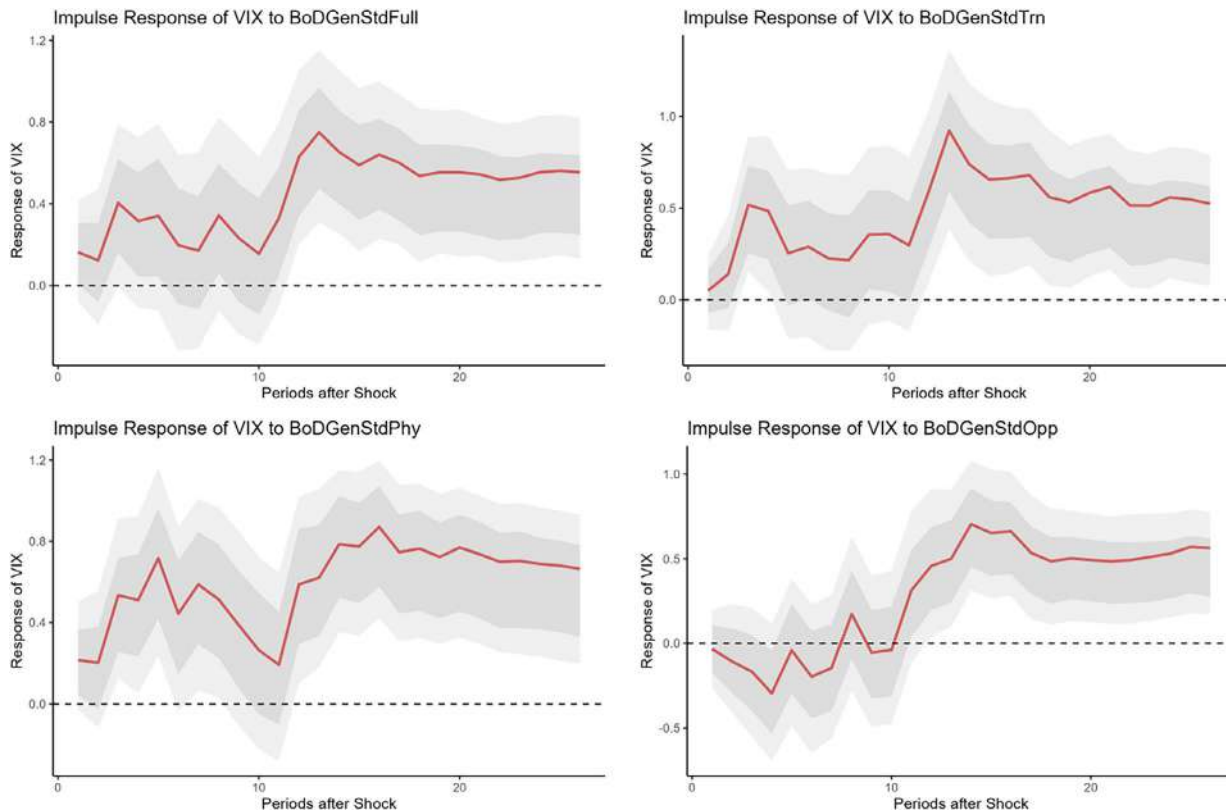 Impulse Response of VIX to BoDGenStdFull
1.2
0.8
0.4
0.0
Response of VIX
0
10
20
Periods after Shock
Impulse Response of VIX to BoDGenStdTrn
1.0
0.5
0.0
Response of VIX
0
10
20
Periods after Shock
Impulse Response of VIX to BoDGenStdPhy
1.2
0.8
0.4
0.0
Response of VIX
0
10
20
Periods after Shock
Impulse Response of VIX to BoDGenStdOpp
1.0
0.5
0.0
-0.5
Response of VIX
0
10
20
Periods after Shock